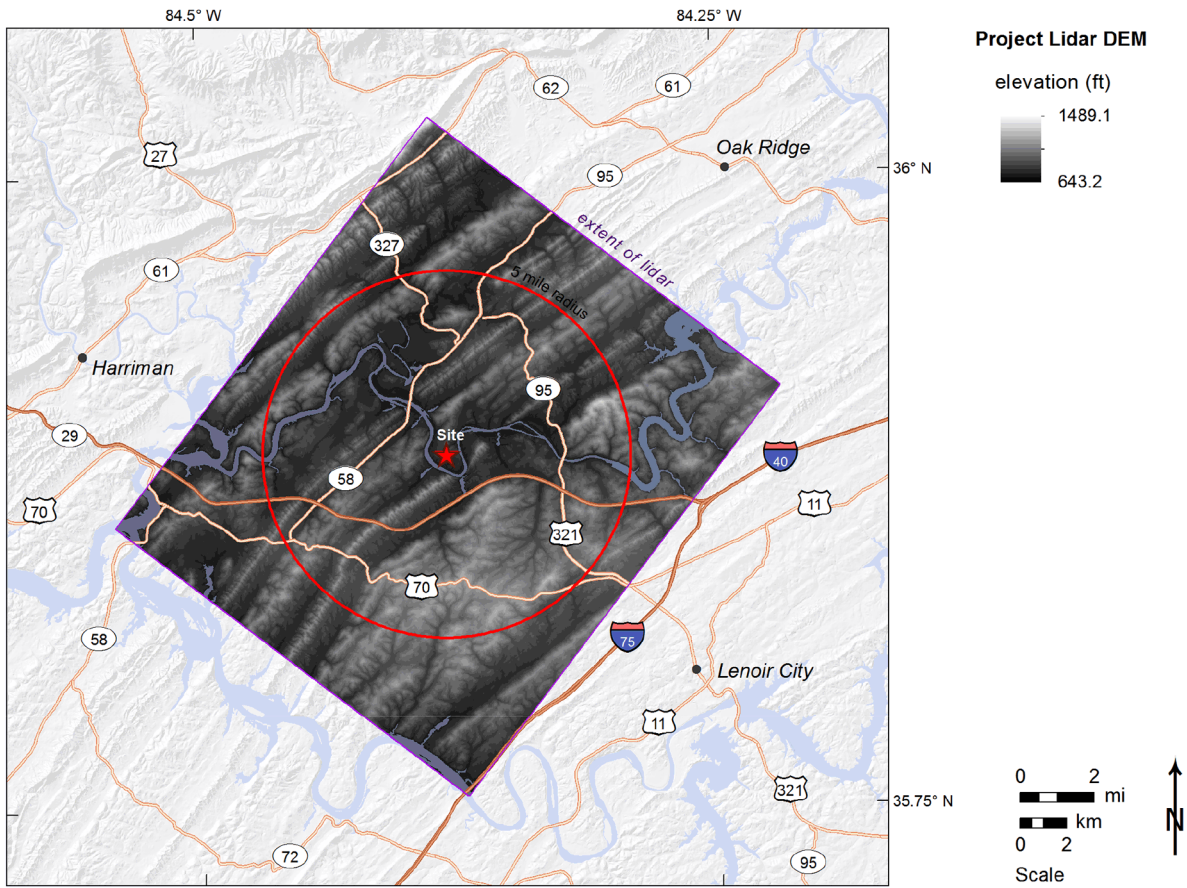 84.5° W
84.25° W
Project Lidar DEM
elevation (ft)
1489.1
643.2
62
61
27
Oak Ridge
95
36° N
extent of lidar
327
61
5 mile radius
Harriman
95
29
Site
40
58
11
70
321
70
75
58
Lenoir City
11
0 2
mi
321
35.75° N
km
0 2
N
72
95
Scale